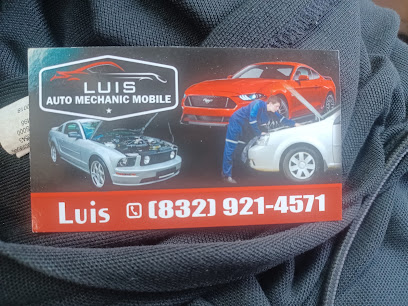 LUIS
AUTO MECHANIC MOBILE
Luis (832) 921-4571